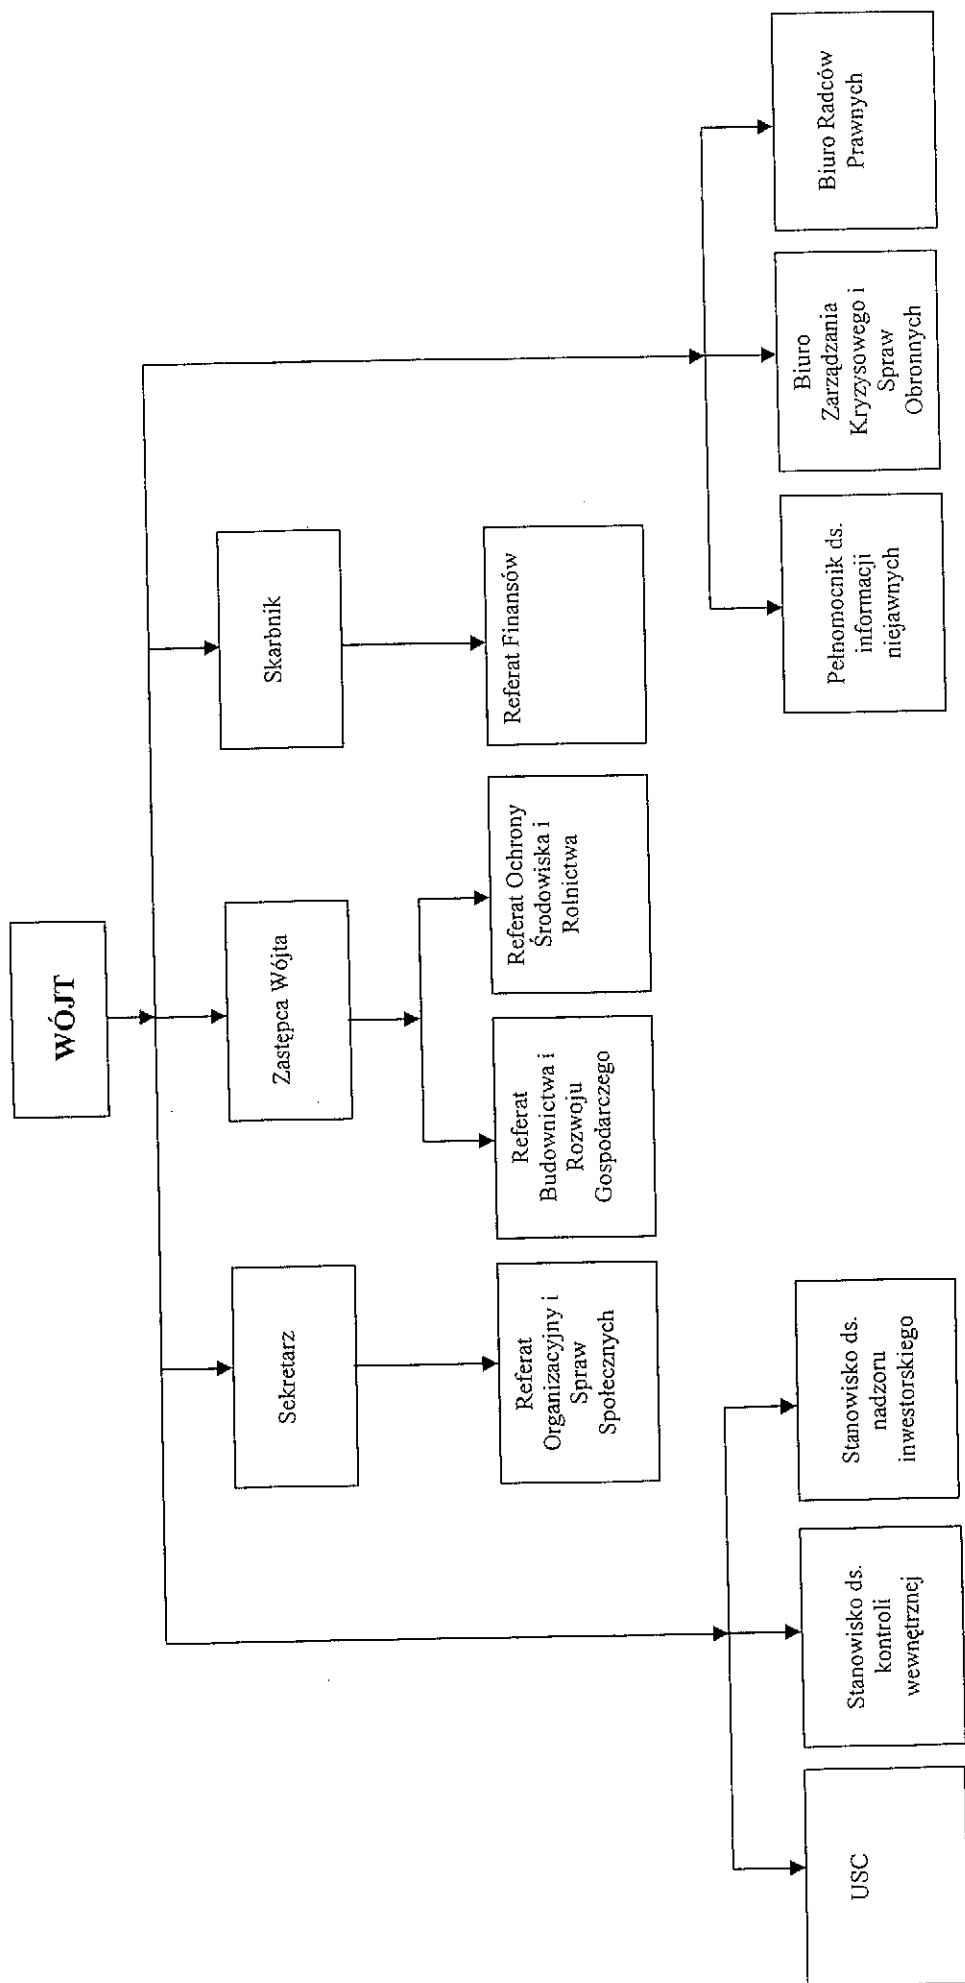 WÓJT
Sekretarz
Zastępca Wójta
Skarbnik
Referat
Organizacyjny i
Spraw
Społecznych
Referat
Budownictwa i
Rozwoju
Gospodarczego
Referat Ochrony
Środowiska i
Rolnictwa
Referat Finansów
USC
Stanowisko ds.
kontroli
wewnętrznej
Stanowisko ds.
nadzoru
inwestorskiego
Pełnomocnik ds.
informacji
niejawnych
Biuro
Zarządzania
Kryzysowego i
Spraw
Obronnych
Biuro Radców
Prawnych